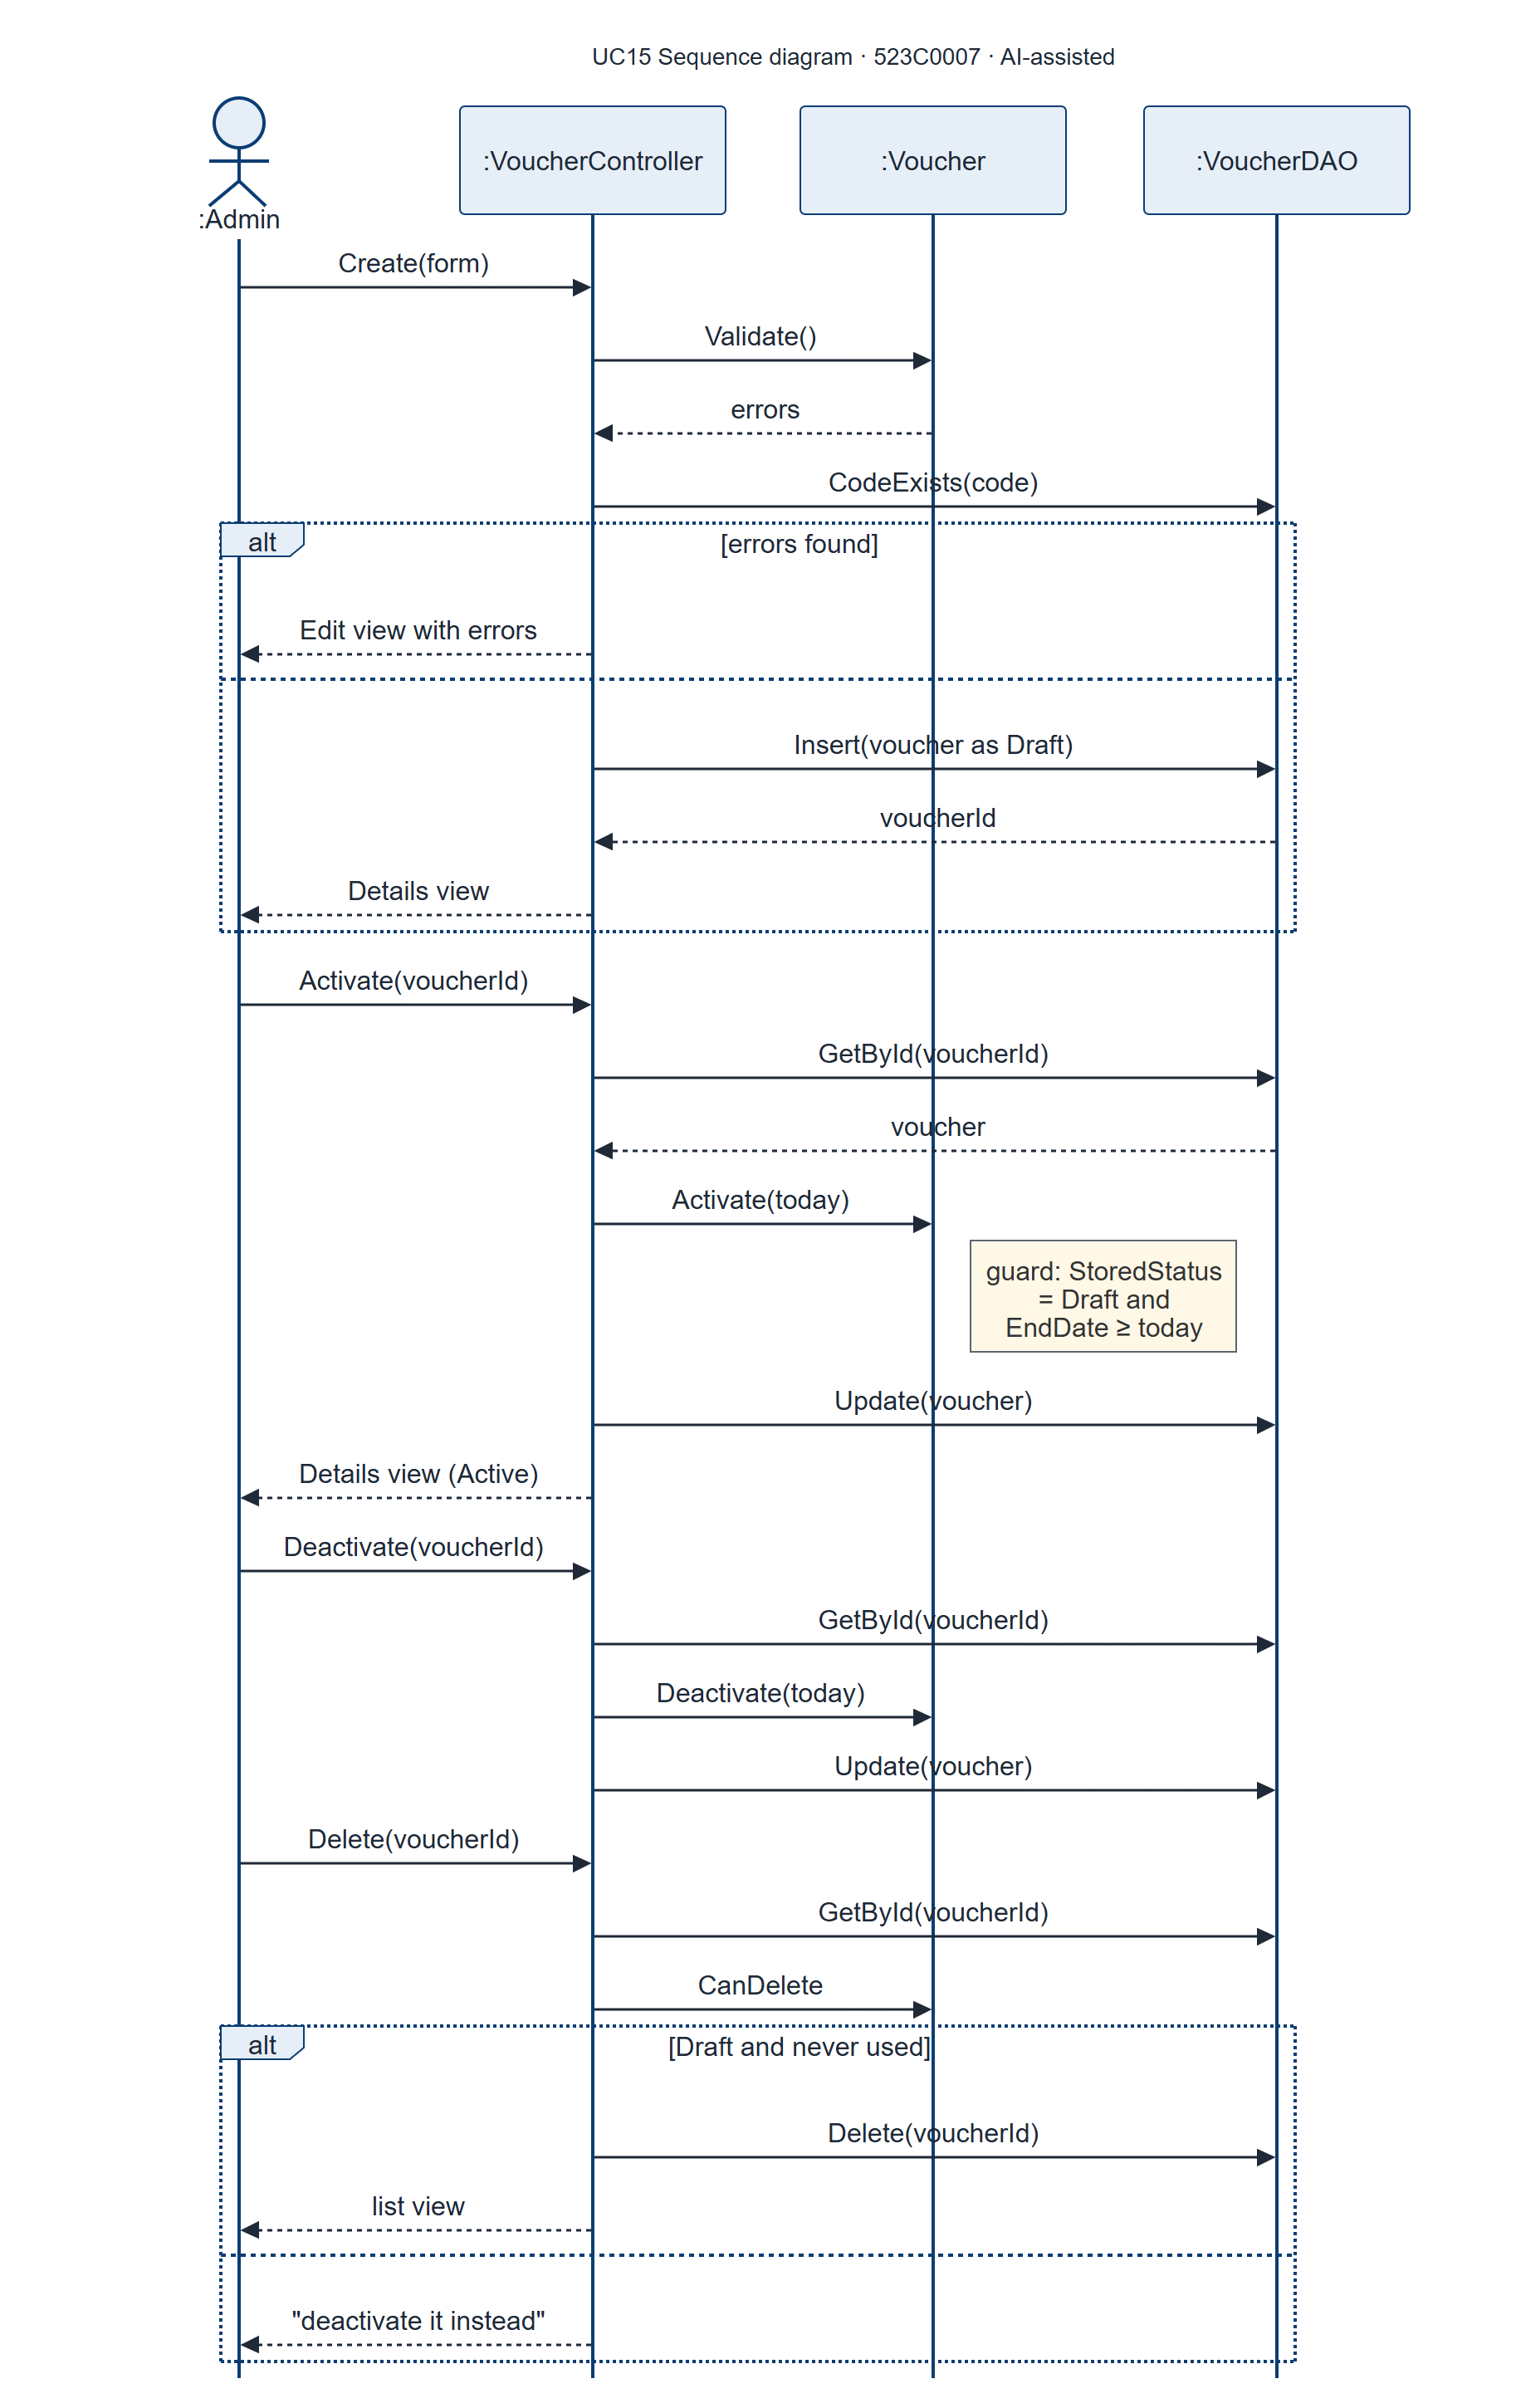 UC15 Sequence diagram · 523C0007 · AI-assisted
:Admin
:VoucherController
:Voucher
:VoucherDAO
Create(form)
Validate()
errors
CodeExists(code)
alt
[errors found]
Edit view with errors
Insert(voucher as Draft)
voucherId
Details view
Activate(voucherId)
GetById(voucherId)
voucher
Activate(today)
guard: StoredStatus
= Draft and
EndDate ≥ today
Update(voucher)
Details view (Active)
Deactivate(voucherId)
GetById(voucherId)
Deactivate(today)
Update(voucher)
Delete(voucherId)
GetById(voucherId)
CanDelete
alt
[Draft and never used]
Delete(voucherId)
list view
"deactivate it instead"